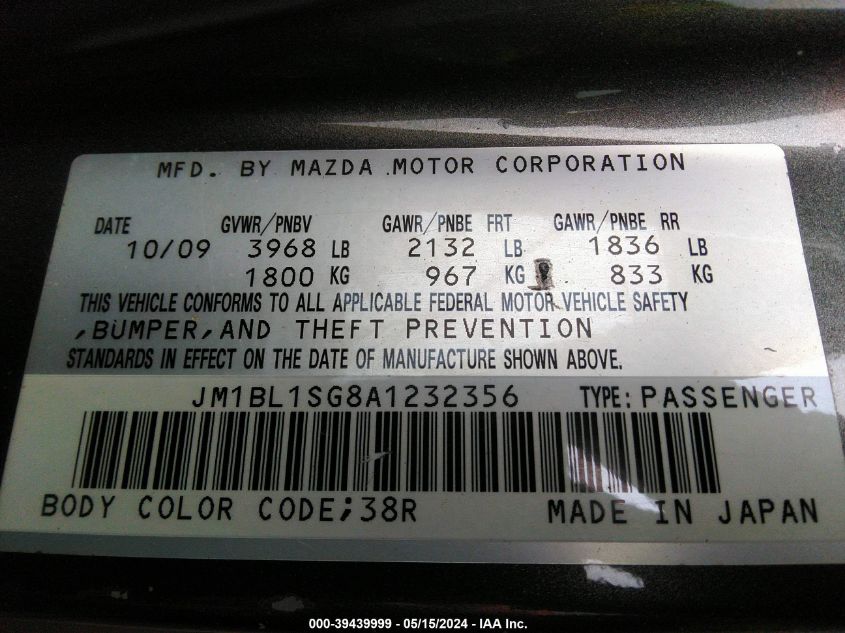 MFD. BY MAZDA MOTOR CORPORATION
DATE GVWR/PNBV GAWR/PNBE FRT GAWR/PNBE RR
10/09 3968 LB 2132 LB 1836 LB
1800 KG 967 KG 833 KG
THIS VEHICLE CONFORMS TO ALL APPLICABLE FEDERAL MOTOR VEHICLE SAFETY
,BUMPER,AND THEFT PREVENTION
STANDARDS IN EFFECT ON THE DATE OF MANUFACTURE SHOWN ABOVE.
JM1BL1SG8A1232356 TYPE: PASSENGER
BODY COLOR CODE;38R MADE IN JAPAN
000-39439999 - 05/15/2024 - IAA Inc.